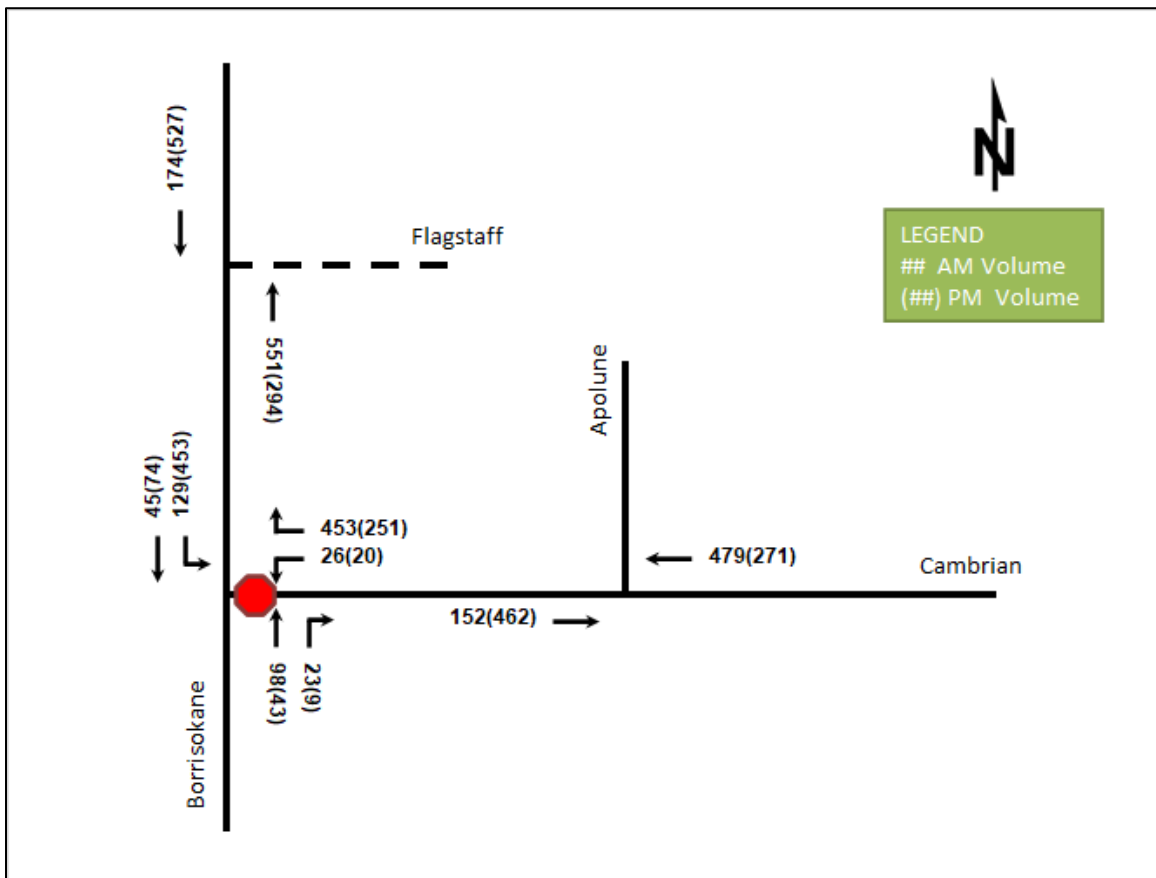 174(527)
N
Flagstaff
LEGEND
## AM Volume
(##) PM Volume
551(294)
Apolune
45(74)
129(453)
453(251)
26(20)
479(271)
Cambrian
152(462)
98(43)
23(9)
Borrisokane